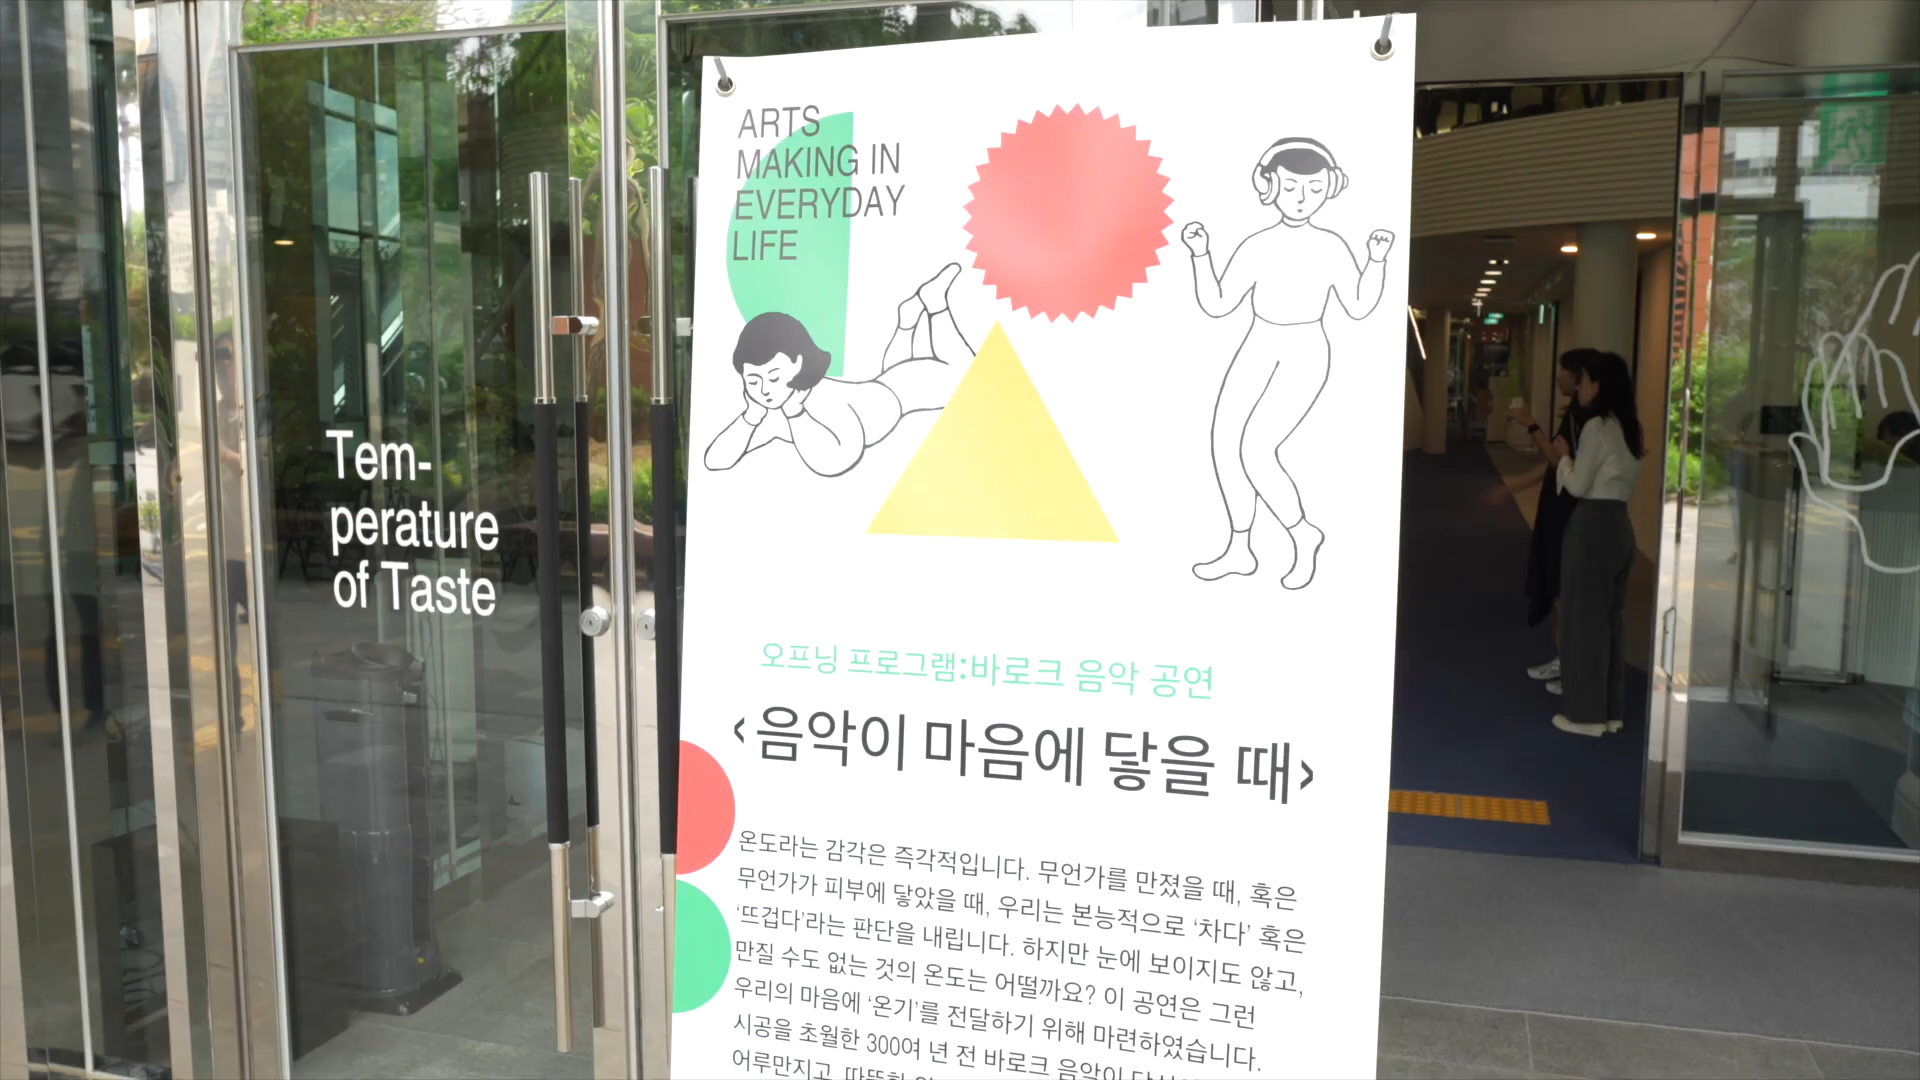 Tem-
perature
of Taste
ARTS
MAKING IN
EVERYDAY
LIFE
오프닝 프로그램:바로크 음악 공연
‹음악이 마음에 닿을 때›
온도라는 감각은 즉각적입니다. 무언가를 만졌을 때, 혹은
무언가가 피부에 닿았을 때, 우리는 본능적으로 ‘차다’ 혹은
‘뜨겁다’라는 판단을 내립니다. 하지만 눈에 보이지도 않고,
만질 수도 없는 것의 온도는 어떨까요? 이 공연은 그런
우리의 마음에 ‘온기’를 전달하기 위해 마련하였습니다.
시공을 초월한 300여 년 전 바로크 음악이
어루만지고,